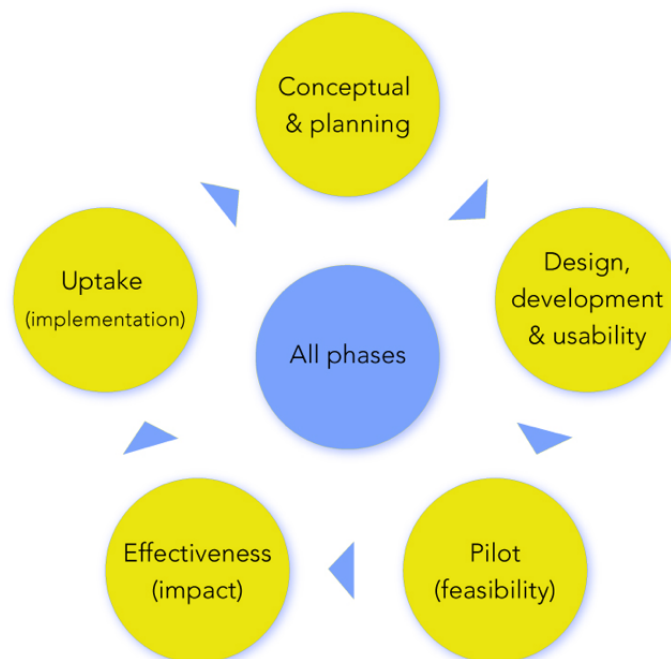 Conceptual
& planning
Design,
development
& usability
Pilot
(feasibility)
Effectiveness
(impact)
Uptake
(implementation)
All phases